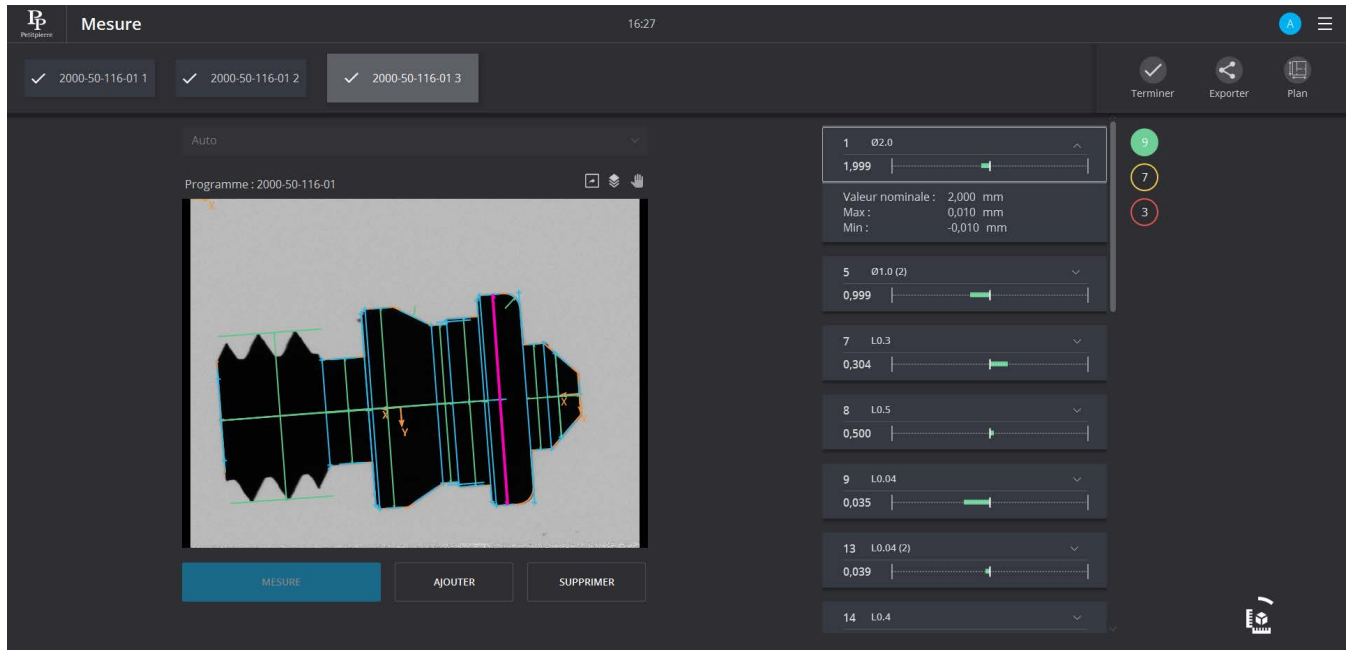 PP
Petitpierre
Mesure
16:27
A
2000-50-116-01 1
2000-50-116-01 2
2000-50-116-01 3
Terminer
Exporter
Plan
Auto
Programme : 2000-50-116-01
X
X
Y
X
MESURE
AJOUTER
SUPPRIMER
1 Ø2.0
1,999
Valeur nominale : 2,000 mm
Max : 0,010 mm
Min : -0,010 mm
5 Ø1.0 (2)
0,999
7 L0.3
0,304
8 L0.5
0,500
9 L0.04
0,035
13 L0.04 (2)
0,039
14 L0.4
9
7
3